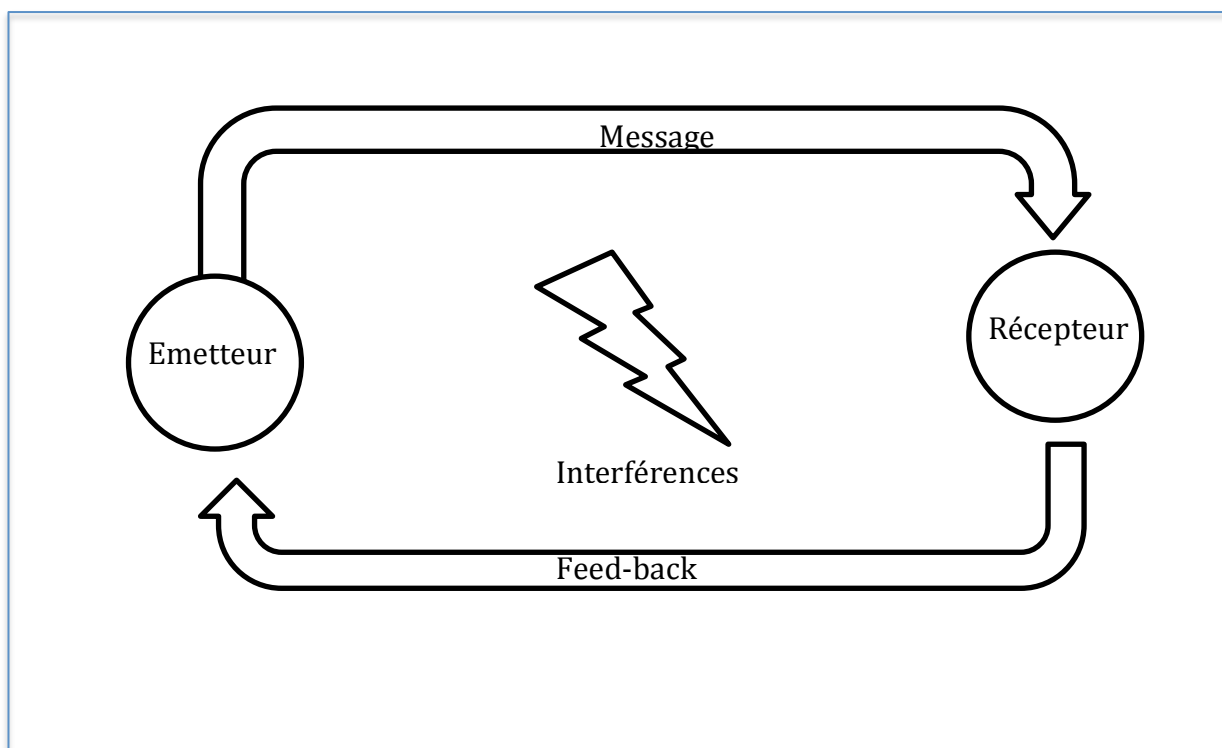 Message
Emetteur
Récepteur
Interférences
Feed-back